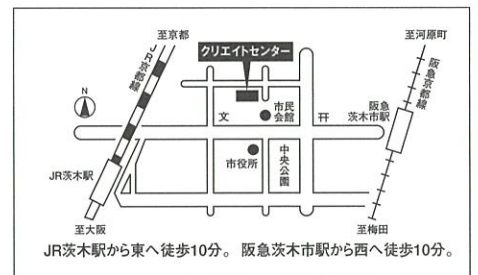 至京都
至河原町
クリエイトセンター
JR京都線
阪急京都線
N
市民
会館
阪急
茨木市駅
文
市役所
中央公園
JR茨木駅
至大阪
至梅田
JR茨木駅から東へ徒歩10分。 阪急茨木市駅から西へ徒歩10分。